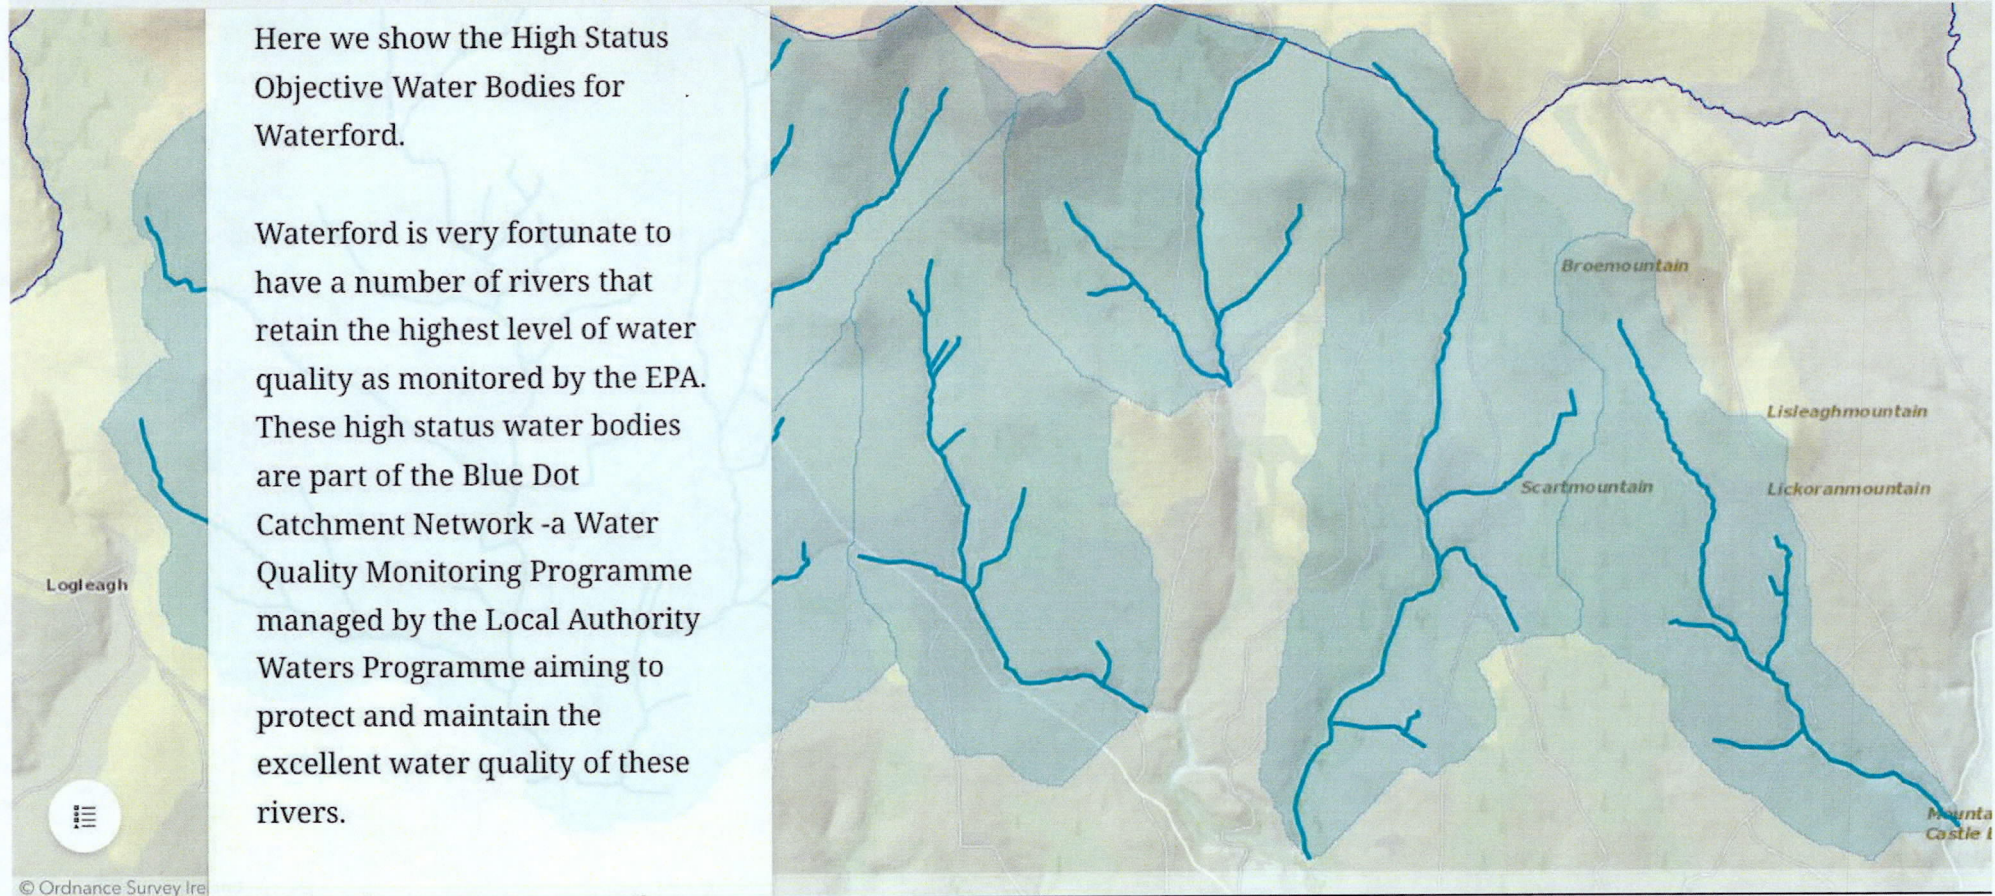 Here we show the High Status
Objective Water Bodies for
Waterford.
Waterford is very fortunate to
have a number of rivers that
retain the highest level of water
quality as monitored by the EPA.
These high status water bodies
are part of the Blue Dot
Catchment Network -a Water
Quality Monitoring Programme
managed by the Local Authority
Waters Programme aiming to
protect and maintain the
excellent water quality of these
rivers.
Broemountain
Lisleaghmountain
Scartmountain
Lickoranmountain
Logleagh
Mounta
Castle
© Ordnance Survey Ire